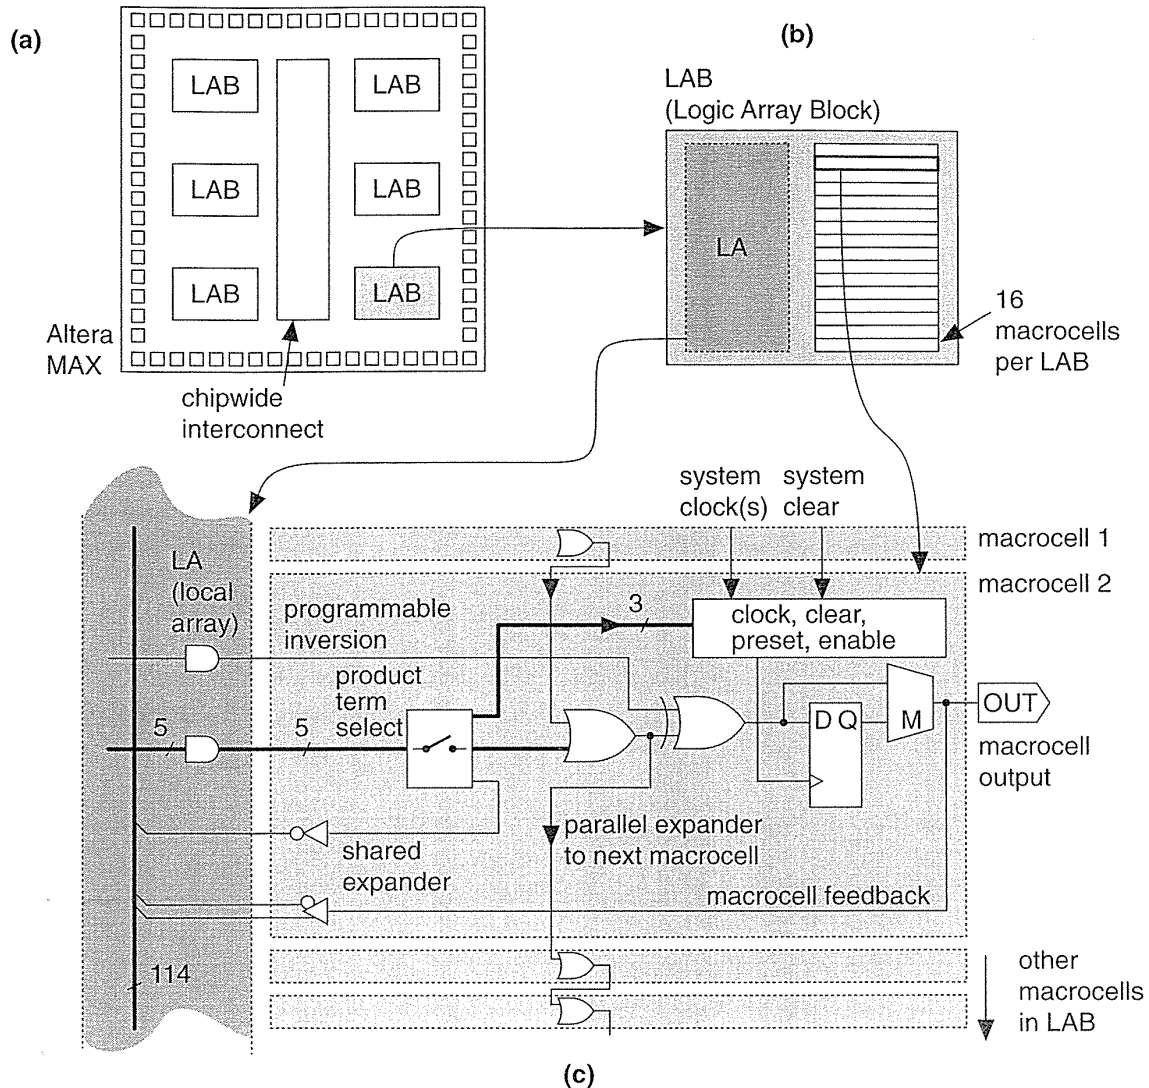 (a)
LAB
LAB
LAB
LAB
LAB
LAB
Altera
MAX
chipwide
interconnect
(b)
LAB
(Logic Array Block)
LA
16
macrocells
per LAB
system
clock(s)
system
clear
macrocell 1
macrocell 2
LA
(local
array)
programmable
inversion
3
clock, clear,
preset, enable
product
term
select
5
5
D Q
M
OUT
macrocell
output
parallel expander
to next macrocell
shared
expander
macrocell feedback
114
other
macrocells
in LAB
(c)